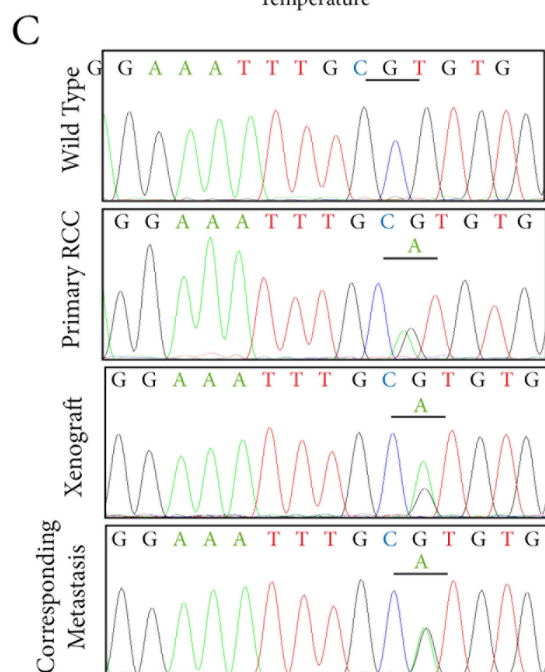 Temperature
C
Wild Type
G G A A A T T T G C G T G T G
Primary RCC
G G A A A T T T G C G T G T G
A
Xenograft
G G A A A T T T G C G T G T G
A
Corresponding
Metastasis
G G A A A T T T G C G T G T G
A